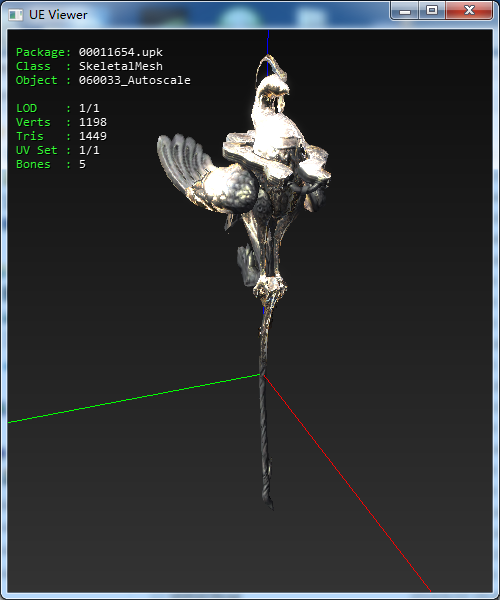 UE Viewer
Package: 00011654.upk
Class  : SkeletalMesh
Object : 060033_Autoscale
LOD    : 1/1
Verts  : 1198
Tris   : 1449
UV Set : 1/1
Bones  : 5